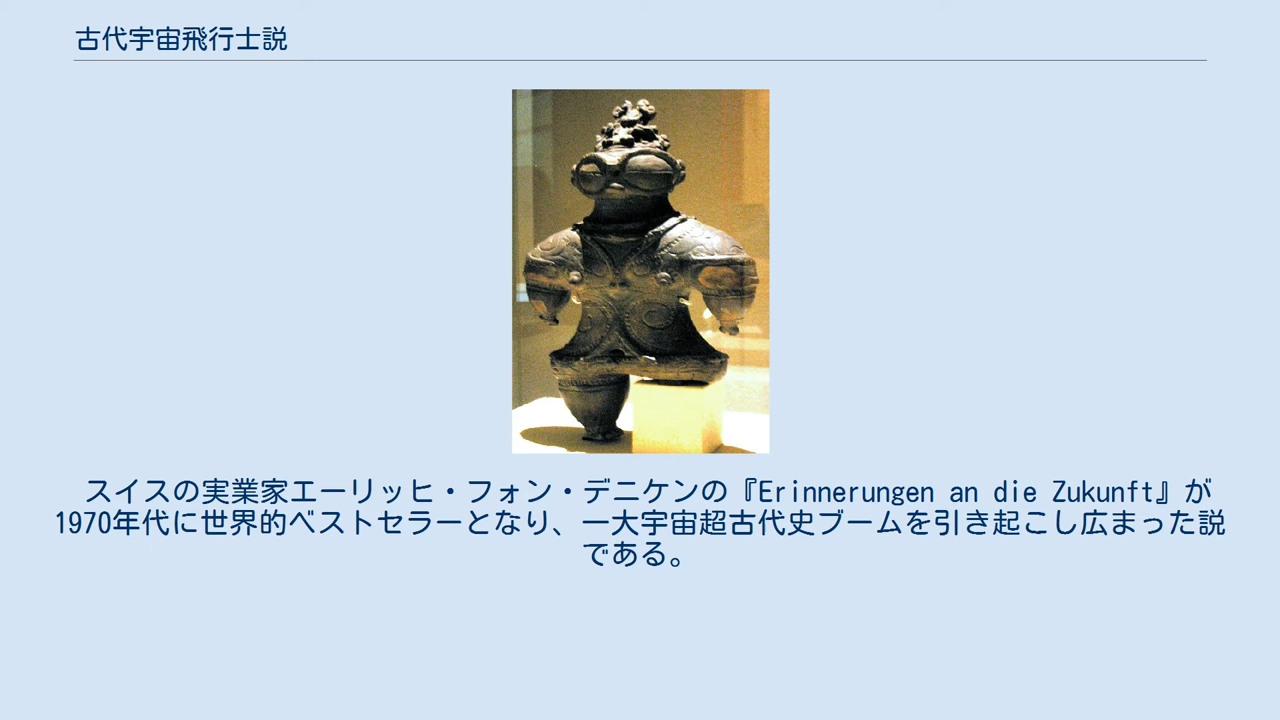 古代宇宙飛行士説
スイスの実業家エーリッヒ・フォン・デニケンの『Erinnerungen an die Zukunft』が
1970年代に世界的ベストセラーとなり、一大宇宙超古代史ブームを引き起こし広まった説
である。